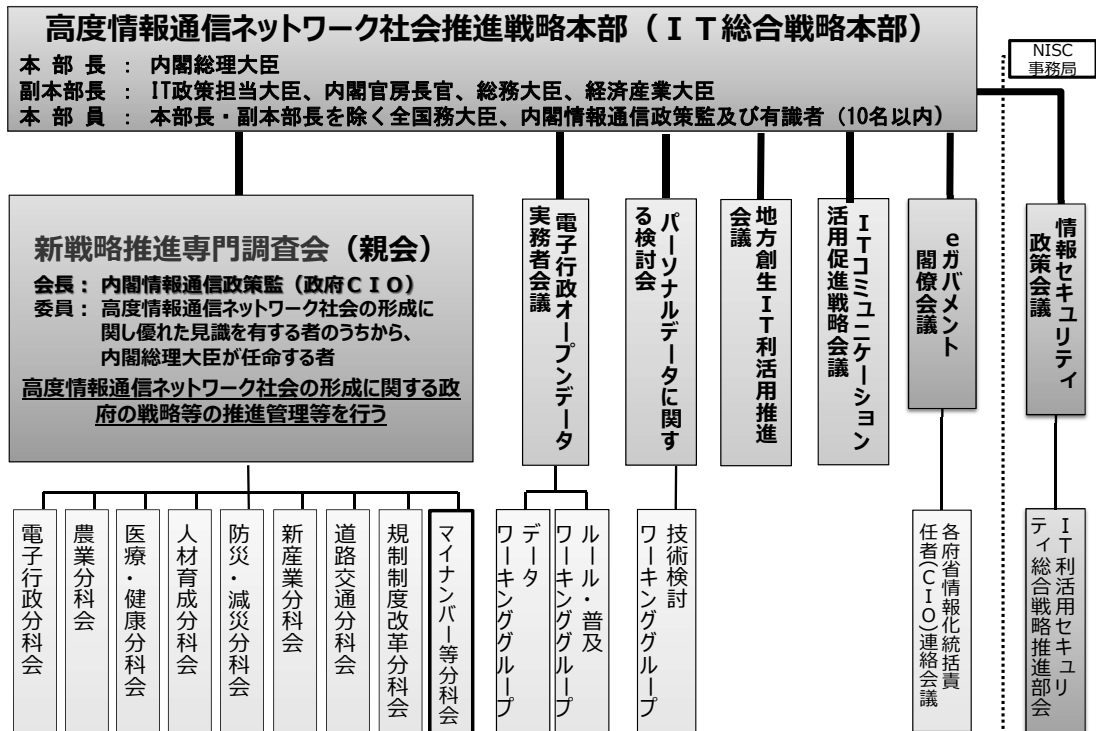 高度情報通信ネットワーク社会推進戦略本部（ＩＴ総合戦略本部）
本 部 長 ： 内閣総理大臣
副本部長 ： IT政策担当大臣、内閣官房長官、総務大臣、経済産業大臣
本 部 員 ： 本部長・副本部長を除く全国務大臣、内閣情報通信政策監及び有識者（10名以内）
NISC
事務局
新戦略推進専門調査会（親会）
会長： 内閣情報通信政策監（政府ＣＩＯ）
委員： 高度情報通信ネットワーク社会の形成に
関し優れた見識を有する者のうちから、
内閣総理大臣が任命する者
高度情報通信ネットワーク社会の形成に関する政
府の戦略等の推進管理等を行う
電子行政オープンデータ
実務者会議
パーソナルデータに関す
る検討会
地方創生ＩＴ利活用推進
会議
ＩＴコミュニケーション
活用促進戦略会議
eガバメント
閣僚会議
情報セキュリティ
政策会議
電子行政分科会
農業分科会
医療・健康分科会
人材育成分科会
防災・減災分科会
新産業分科会
道路交通分科会
規制制度改革分科会
マイナンバー等分科会
データ
ワーキンググループ
ルール・普及
ワーキンググループ
技術検討
ワーキンググループ
各府省情報化統括責
任者(ＣＩＯ)連絡会議
ＩＴ利活用セキュリ
ティ総合戦略推進部会